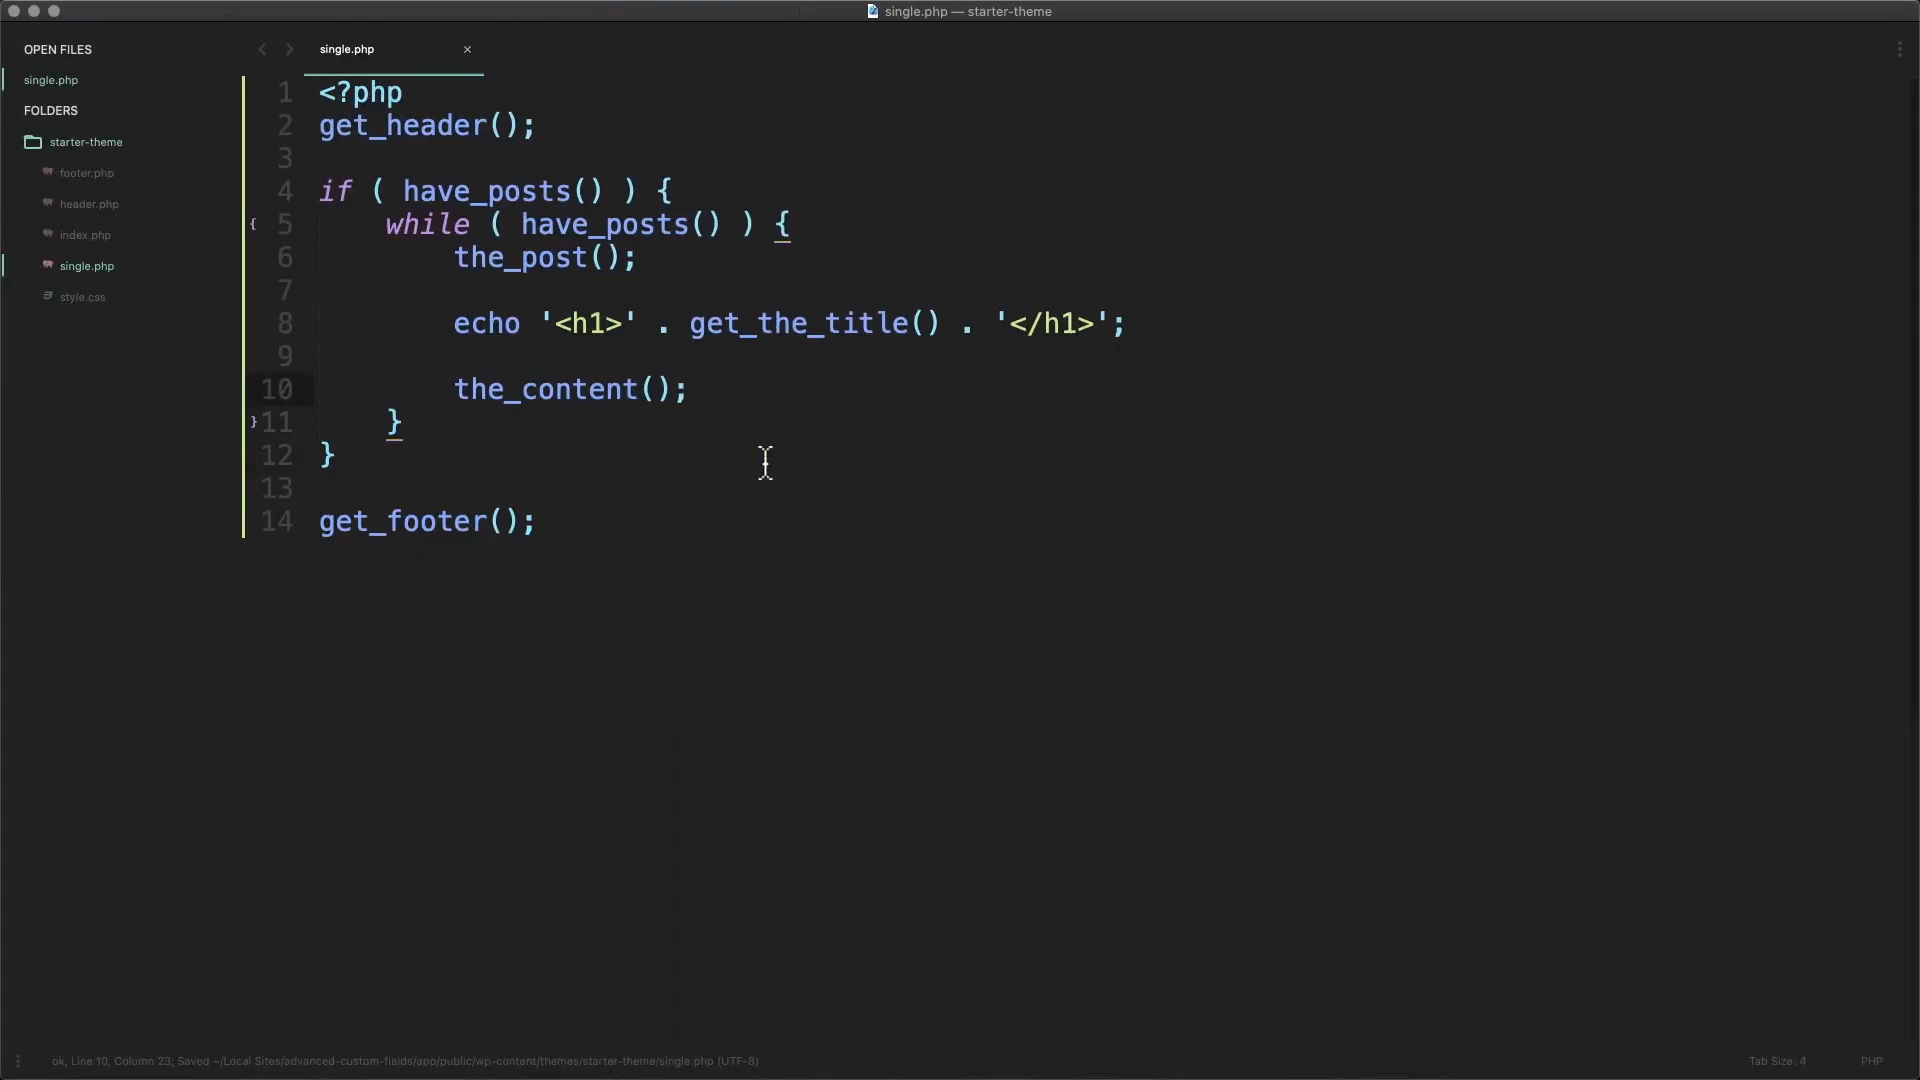 single.php — starter-theme
OPEN FILES
single.php
FOLDERS
starter-theme
footer.php
header.php
index.php
single.php
style.css
single.php ×
1 <?php
2 get_header();
3
4 if ( have_posts() ) {
{ 5     while ( have_posts() ) {
6         the_post();
7
8         echo '<h1>' . get_the_title() . '</h1>';
9
10         the_content();
} 11     }
12 }
13
14 get_footer();
ok, Line 10, Column 23; Saved ~/Local Sites/advanced-custom-fields/app/public/wp-content/themes/starter-theme/single.php (UTF-8)
Tab Size: 4
PHP